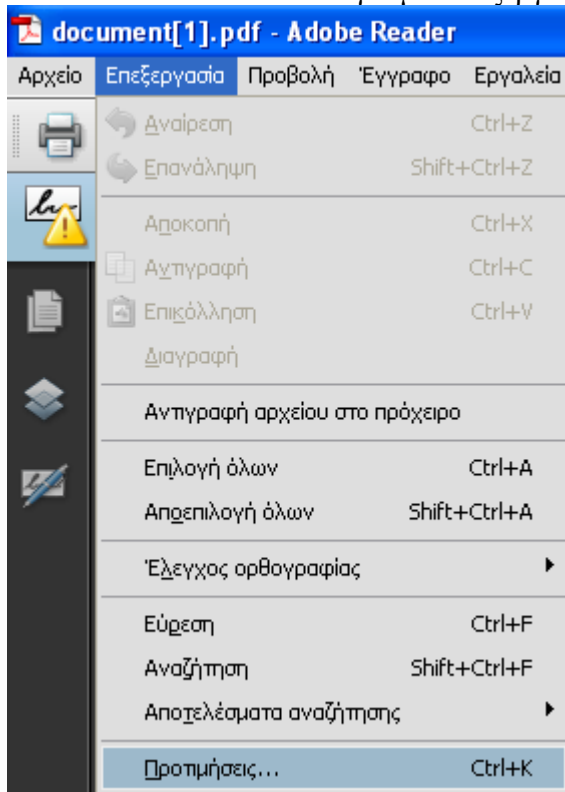 document[1].pdf - Adobe Reader
Αρχείο Επεξεργασία Προβολή Έγγραφο Εργαλεία
Αναίρεση Ctrl+Z
Επανάληψη Shift+Ctrl+Z
Αποκοπή Ctrl+X
Αντιγραφή Ctrl+C
Επικόλληση Ctrl+V
Διαγραφή
Αντιγραφή αρχείου στο πρόχειρο
Επιλογή όλων Ctrl+A
Αποεπιλογή όλων Shift+Ctrl+A
Έλεγχος ορθογραφίας
Εύρεση Ctrl+F
Αναζήτηση Shift+Ctrl+F
Αποτελέσματα αναζήτησης
Προτιμήσεις... Ctrl+K